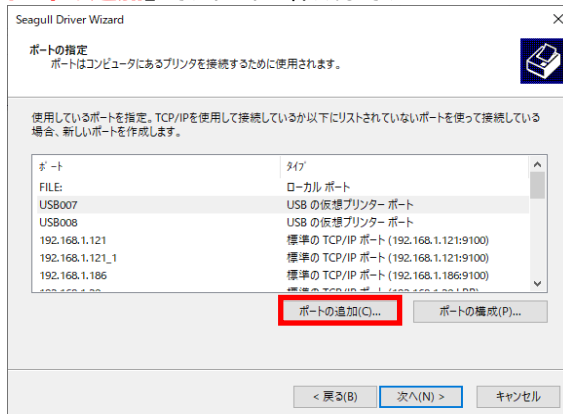 Seagull Driver Wizard
ポートの指定
ポートはコンピュータにあるプリンタを接続するために使用されます。
使用しているポートを指定。TCP/IPを使用して接続しているか以下にリストされていないポートを使って接続している
場合、新しいポートを作成します。
ポート タイプ
FILE: ローカル ポート
USB007 USB の仮想プリンター ポート
USB008 USB の仮想プリンター ポート
192.168.1.121 標準の TCP/IP ポート (192.168.1.121:9100)
192.168.1.121_1 標準の TCP/IP ポート (192.168.1.121:9100)
192.168.1.186 標準の TCP/IP ポート (192.168.1.186:9100)
ポートの追加(C)... ポートの構成(P)...
< 戻る(B) 次へ(N) > キャンセル